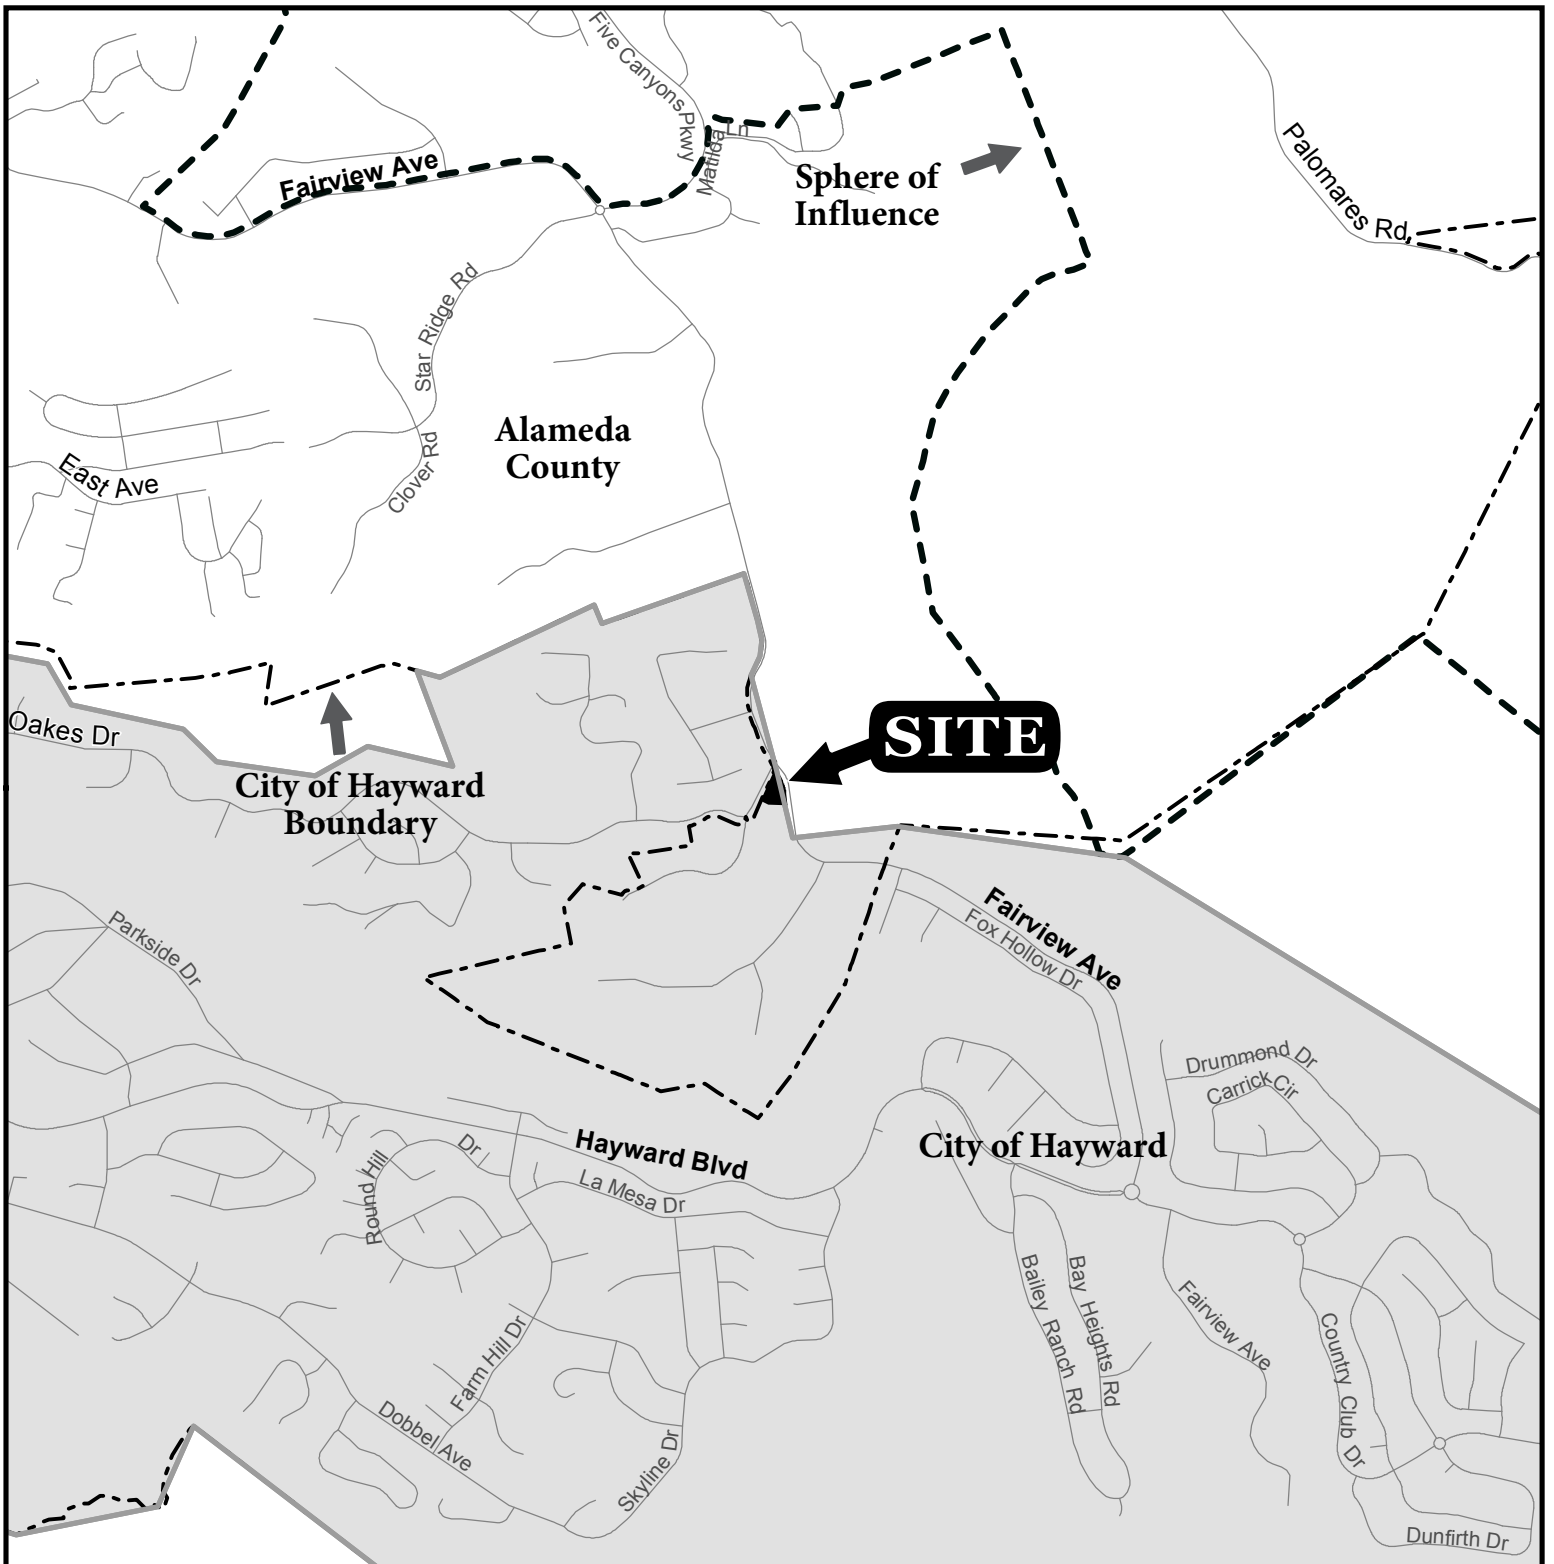 Five Canyons Pkwy
Matilda Ln
Fairview Ave
Sphere of
Influence
Palomares Rd
Star Ridge Rd
Clover Rd
Alameda
County
East Ave
Oakes Dr
City of Hayward
Boundary
SITE
Parkside Dr
Fairview Ave
Fox Hollow Dr
Drummond Dr
Carrick Cir
City of Hayward
Hayward Blvd
La Mesa Dr
Round Hill Dr
Bailey Ranch Rd
Bay Heights Rd
Fairview Ave
Country Club Dr
Farm Hill Dr
Dobbel Ave
Skyline Dr
Dunfirth Dr